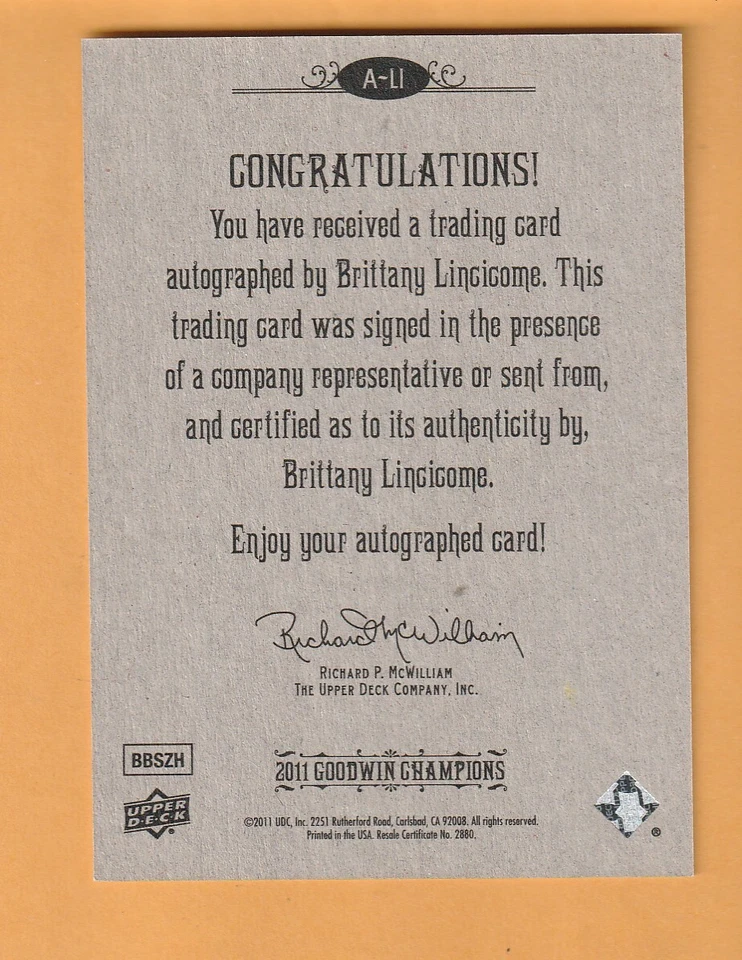 A~LI
CONGRATULATIONS!
You have received a trading card
autographed by Brittany Lincicome. This
trading card was signed in the presence
of a company representative or sent from,
and certified as to its authenticity by,
Brittany Lincicome.
Enjoy your autographed card!
Richard McWilliam
RICHARD P. MCWILLIAM
THE UPPER DECK COMPANY, INC.
BBSZH
UPPER
D·E·C·K ®
2011 GOODWIN CHAMPIONS
©2011 UDC, Inc. 2251 Rutherford Road, Carlsbad, CA 92008. All rights reserved.
Printed in the USA. Resale Certificate No. 2880.
®